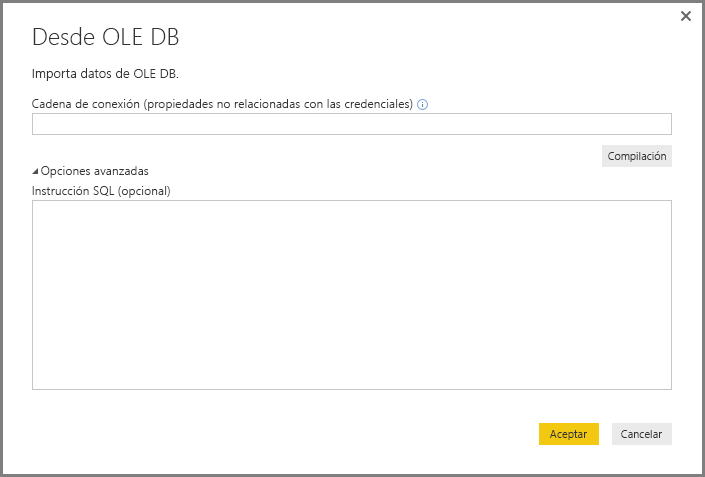 Desde OLE DB
Importa datos de OLE DB.
Cadena de conexión (propiedades no relacionadas con las credenciales)
Compilación
Opciones avanzadas
Instrucción SQL (opcional)
Aceptar Cancelar